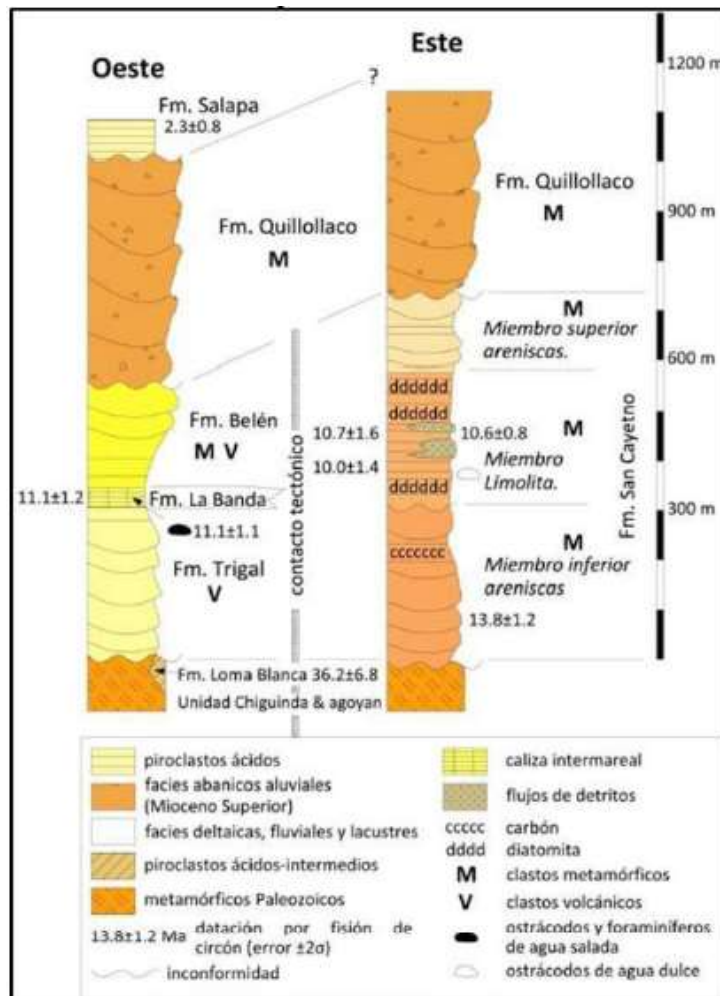 Oeste
Este
?
1200 m
Fm. Salapa
2.3±0.8
Fm. Quillollaco
M
Fm. Quillollaco
M
900 m
M
Miembro superior
areniscas.
600 m
dddddd
dddddd
Fm. Belén
M V
10.7±1.6
10.6±0.8
M
10.0±1.4
Miembro
Limolita.
dddddd
11.1±1.2
Fm. La Banda
11.1±1.1
contacto tectónico
Fm. San Cayetno
300 m
M
ccccccc
Miembro inferior
areniscas
Fm. Trigal
V
13.8±1.2
Fm. Loma Blanca 36.2±6.8
Unidad Chiguinda & agoyan
piroclastos ácidos
facies abanicos aluviales
(Mioceno Superior)
facies deltaicas, fluviales y lacustres
piroclastos ácidos-intermedios
metamórficos Paleozoicos
13.8±1.2 Ma datación por fisión de
circón (error ±2σ)
inconformidad
caliza intermareal
flujos de detritos
ccccc carbón
dddd diatomita
M clastos metamórficos
V clastos volcánicos
ostrácodos y foraminíferos
de agua salada
ostrácodos de agua dulce